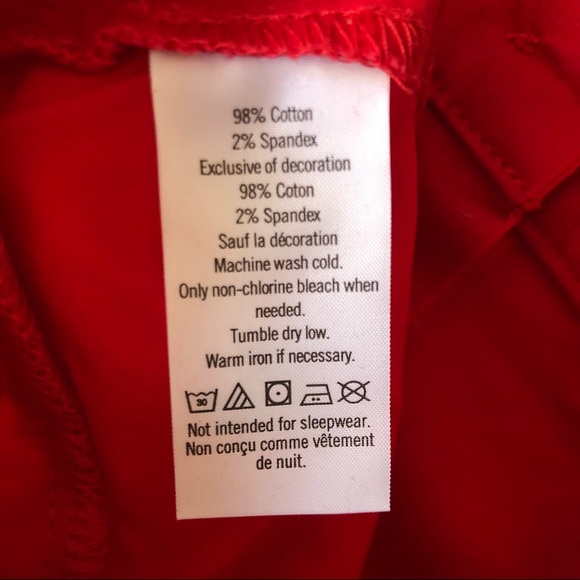 98% Cotton
2% Spandex
Exclusive of decoration
98% Coton
2% Spandex
Sauf la décoration
Machine wash cold.
Only non-chlorine bleach when
needed.
Tumble dry low.
Warm iron if necessary.
30
Not intended for sleepwear.
Non conçu comme vêtement
de nuit.